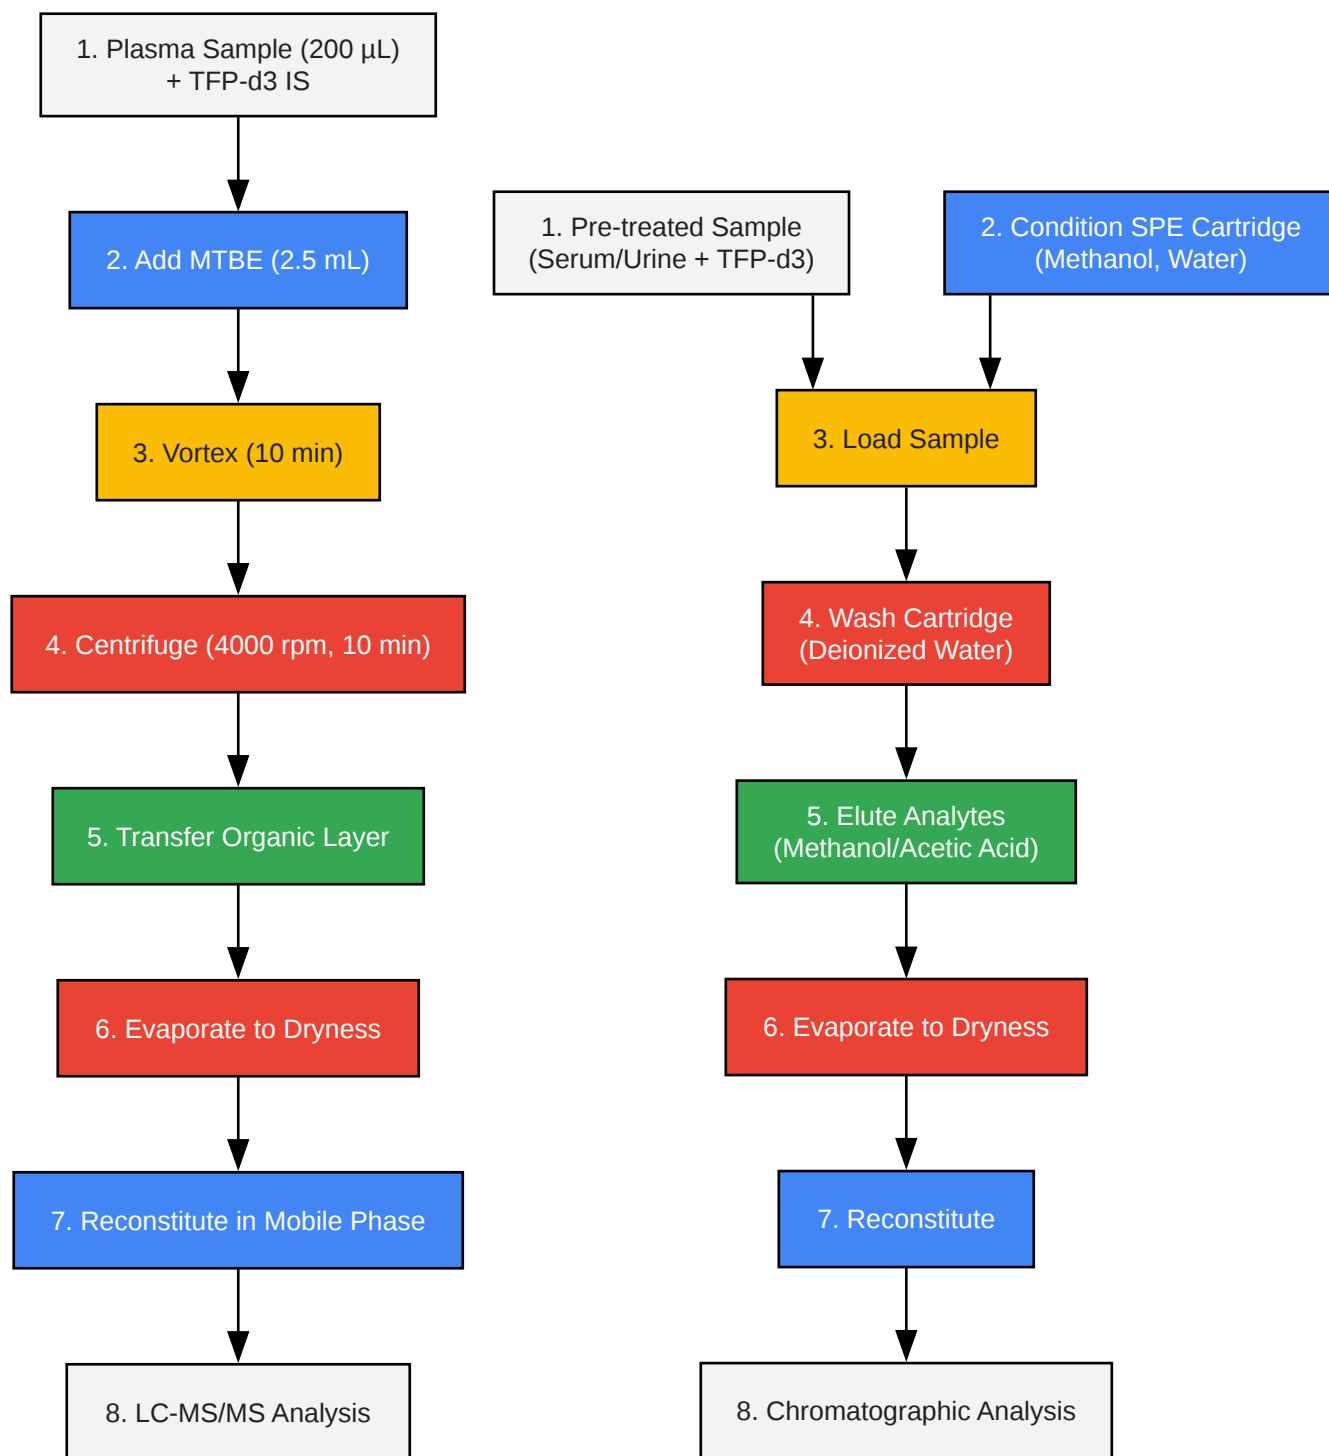 1. Plasma Sample (200 µL)
+ TFP-d3 IS
2. Add MTBE (2.5 mL)
3. Vortex (10 min)
4. Centrifuge (4000 rpm, 10 min)
5. Transfer Organic Layer
6. Evaporate to Dryness
7. Reconstitute in Mobile Phase
8. LC-MS/MS Analysis
1. Pre-treated Sample
(Serum/Urine + TFP-d3)
2. Condition SPE Cartridge
(Methanol, Water)
3. Load Sample
4. Wash Cartridge
(Deionized Water)
5. Elute Analytes
(Methanol/Acetic Acid)
6. Evaporate to Dryness
7. Reconstitute
8. Chromatographic Analysis